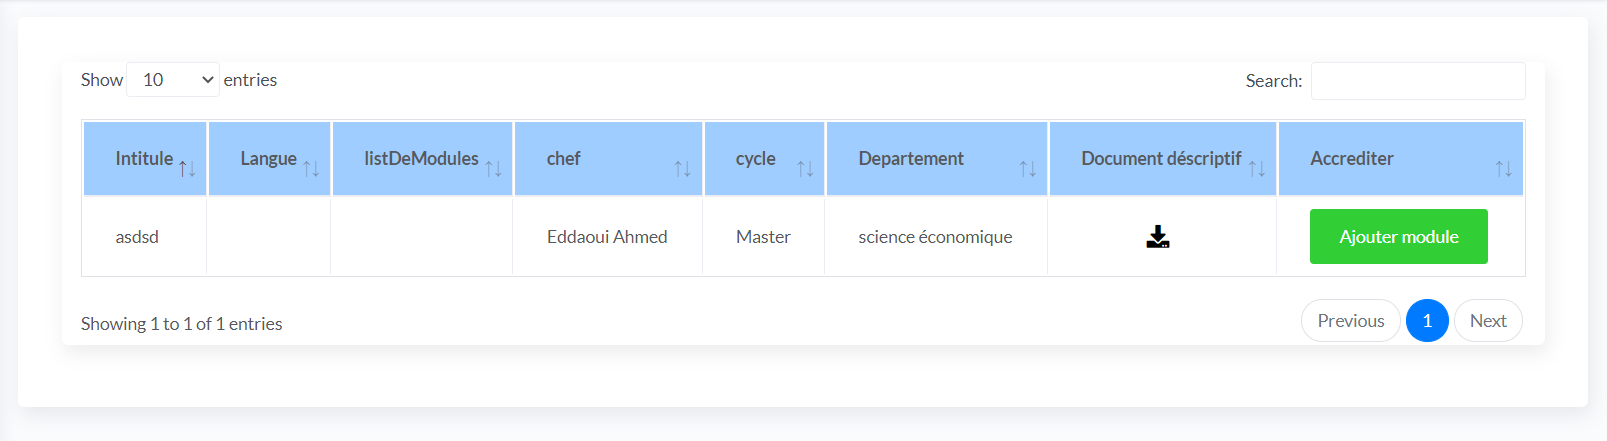 Show 10 entries
Search:
Intitule Langue listDeModules chef cycle Departement Document déscriptif Accrediter
asdsd Eddaoui Ahmed Master science économique Ajouter module
Showing 1 to 1 of 1 entries
Previous 1 Next